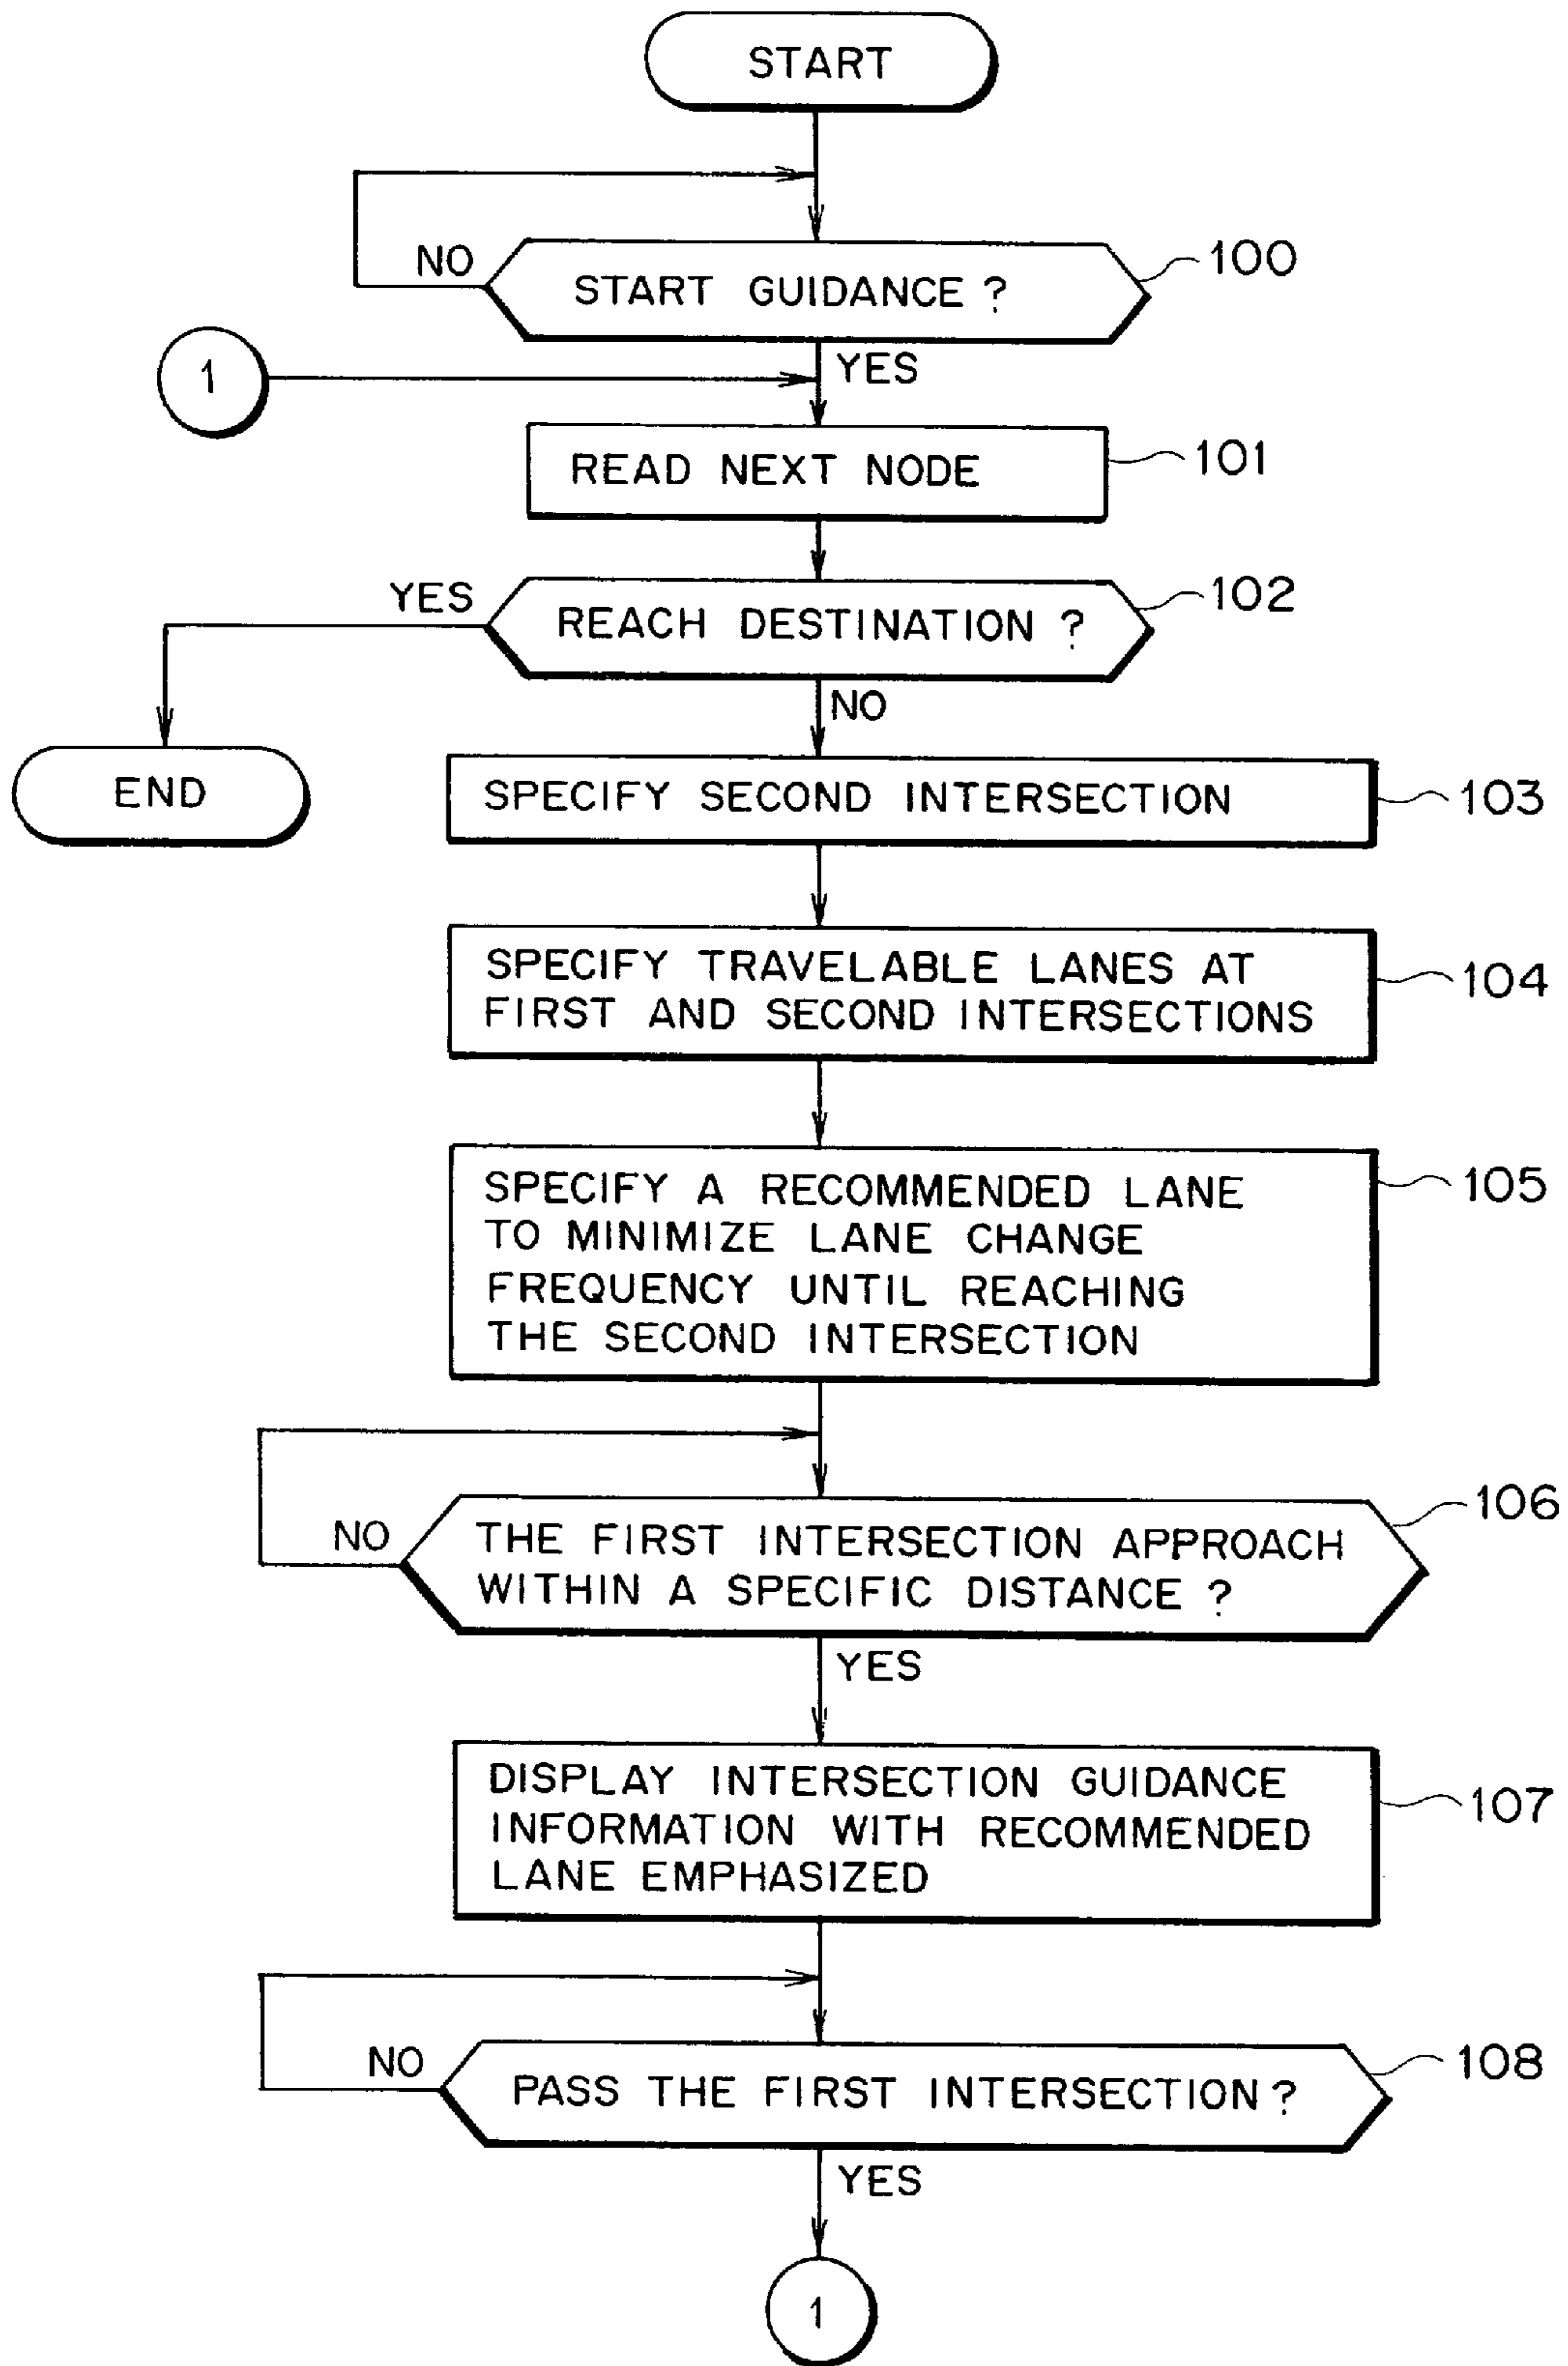 START
NO
START GUIDANCE ?
100
1
YES
READ NEXT NODE
101
YES
REACH DESTINATION ?
102
NO
END
SPECIFY SECOND INTERSECTION
103
SPECIFY TRAVELABLE LANES AT
FIRST AND SECOND INTERSECTIONS
104
SPECIFY A RECOMMENDED LANE
TO MINIMIZE LANE CHANGE
FREQUENCY UNTIL REACHING
THE SECOND INTERSECTION
105
NO
THE FIRST INTERSECTION APPROACH
WITHIN A SPECIFIC DISTANCE ?
106
YES
DISPLAY INTERSECTION GUIDANCE
INFORMATION WITH RECOMMENDED
LANE EMPHASIZED
107
NO
PASS THE FIRST INTERSECTION ?
108
YES
1